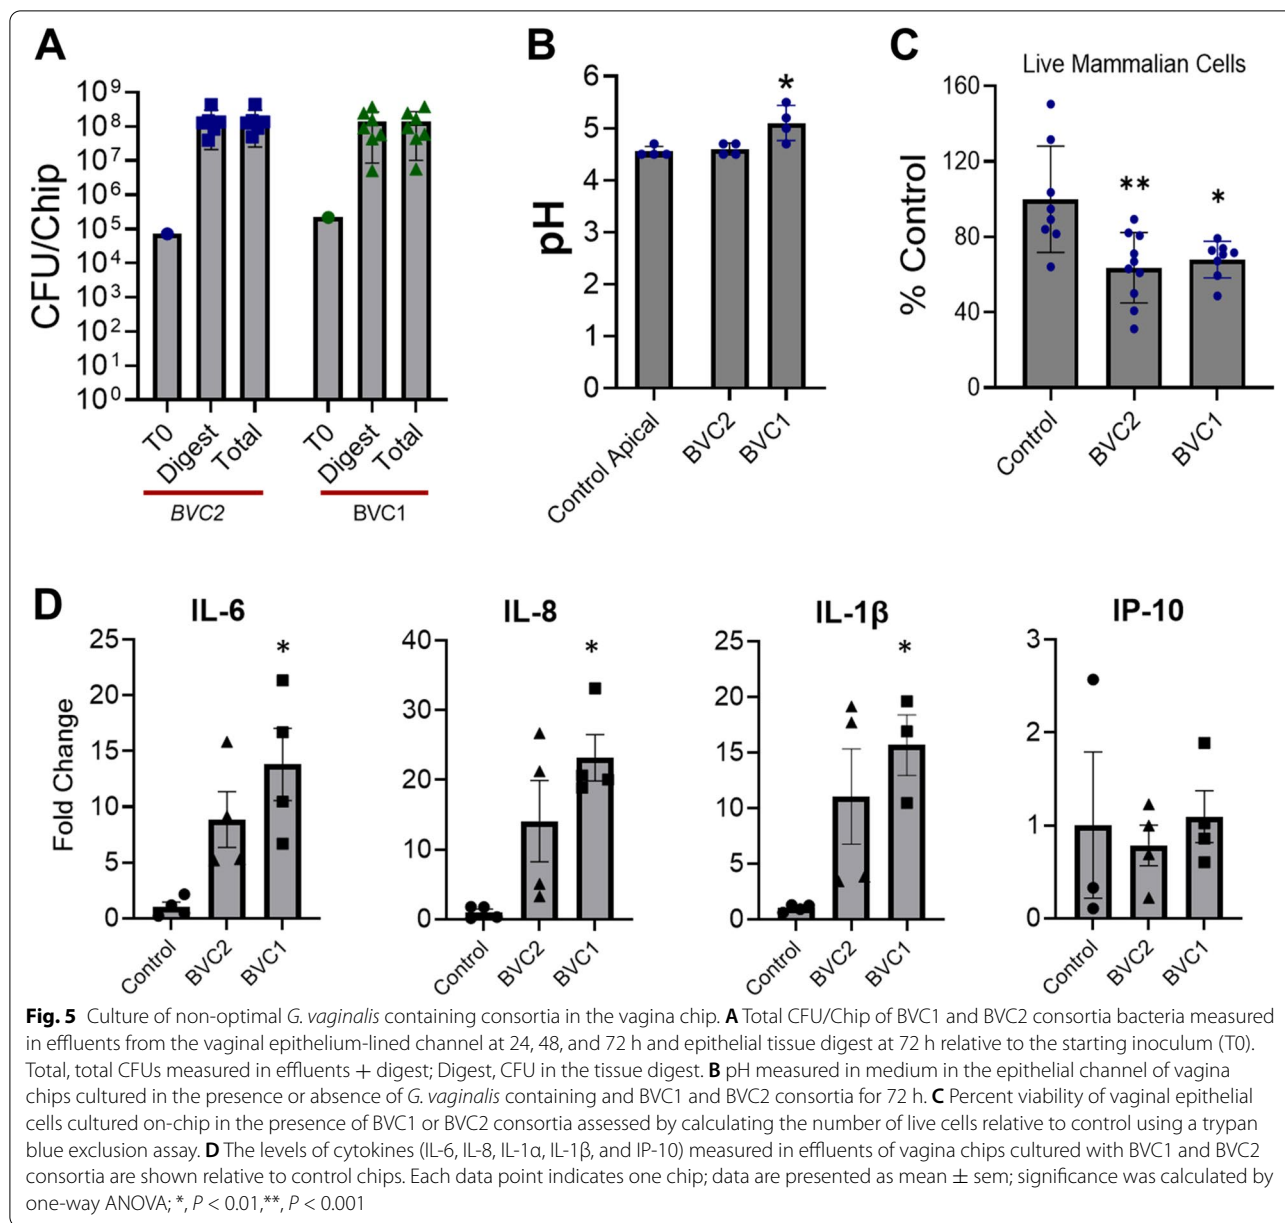 A
CFU/Chip
10⁹
10⁸
10⁷
10⁶
10⁵
10⁴
10³
10²
10¹
10⁰
T0
Digest
Total
T0
Digest
Total
BVC2
BVC1
B
pH
6
5
4
3
2
1
0
*
Control Apical
BVC2
BVC1
C
Live Mammalian Cells
% Control
160
120
80
40
0
**
*
Control
BVC2
BVC1
D
IL-6
Fold Change
25
20
15
10
5
0
*
Control
BVC2
BVC1
IL-8
40
30
20
10
0
*
Control
BVC2
BVC1
IL-1β
25
20
15
10
5
0
*
Control
BVC2
BVC1
IP-10
3
2
1
0
Control
BVC2
BVC1
Fig. 5 Culture of non-optimal G. vaginalis containing consortia in the vagina chip. A Total CFU/Chip of BVC1 and BVC2 consortia bacteria measured
in effluents from the vaginal epithelium-lined channel at 24, 48, and 72 h and epithelial tissue digest at 72 h relative to the starting inoculum (T0).
Total, total CFUs measured in effluents + digest; Digest, CFU in the tissue digest. B pH measured in medium in the epithelial channel of vagina
chips cultured in the presence or absence of G. vaginalis containing and BVC1 and BVC2 consortia for 72 h. C Percent viability of vaginal epithelial
cells cultured on-chip in the presence of BVC1 or BVC2 consortia assessed by calculating the number of live cells relative to control using a trypan
blue exclusion assay. D The levels of cytokines (IL-6, IL-8, IL-1α, IL-1β, and IP-10) measured in effluents of vagina chips cultured with BVC1 and BVC2
consortia are shown relative to control chips. Each data point indicates one chip; data are presented as mean ± sem; significance was calculated by
one-way ANOVA; *, P < 0.01,**, P < 0.001